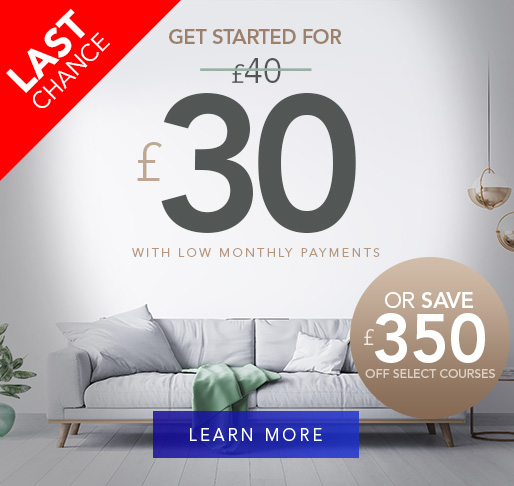 LAST
CHANCE
GET STARTED FOR
£40
£30
WITH LOW MONTHLY PAYMENTS
OR SAVE
£350
OFF SELECT COURSES
LEARN MORE